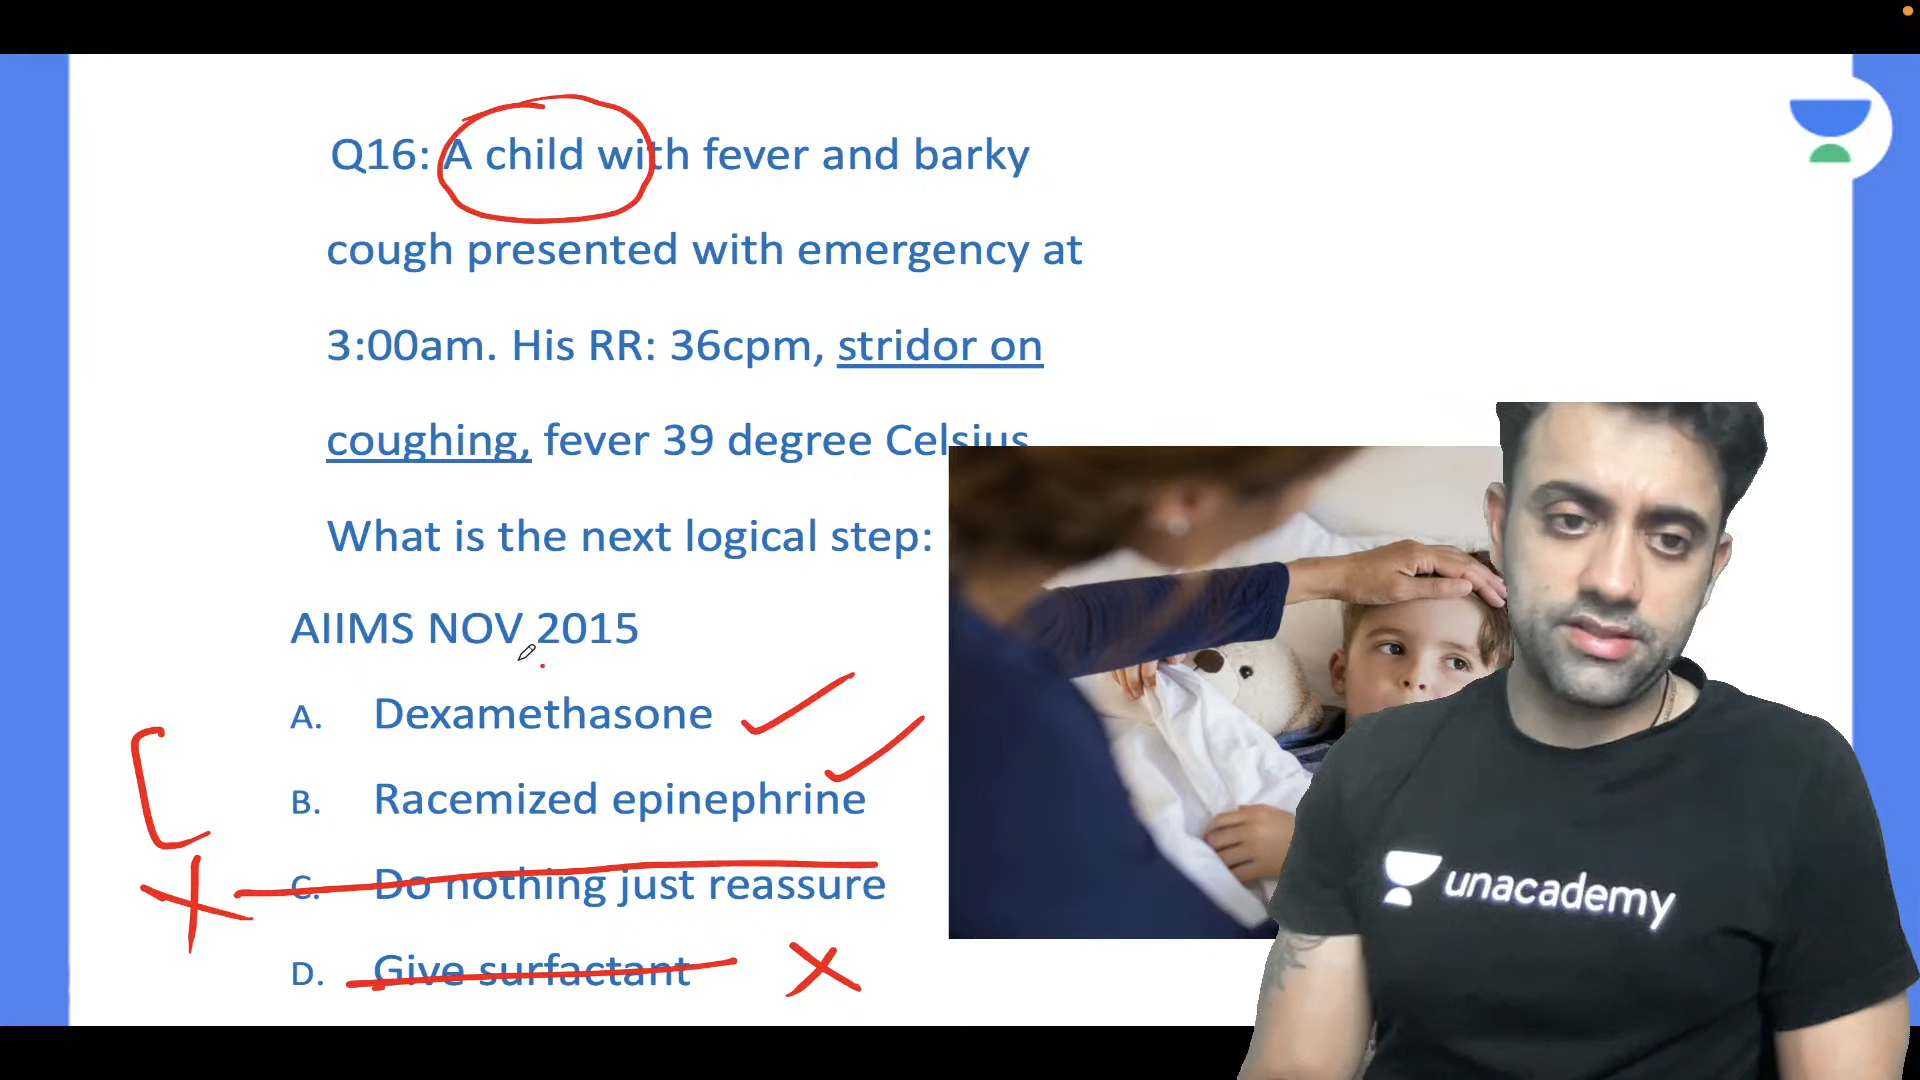 Q16: A child with fever and barky
cough presented with emergency at
3:00am. His RR: 36cpm, stridor on
coughing, fever 39 degree Celsius
What is the next logical step:
AIIMS NOV 2015
A. Dexamethasone
B. Racemized epinephrine
C. Do nothing just reassure
D. Give surfactant
unacademy